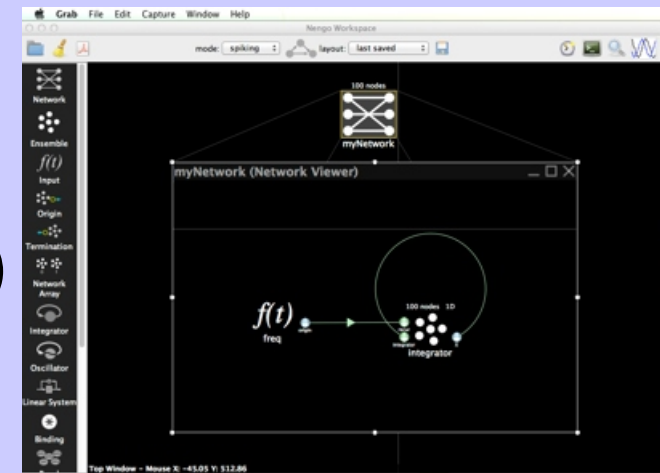 Grab File Edit Capture Window Help
Nengo Workspace
mode: spiking layout: last saved
Network
Ensemble
f(t)
Input
Origin
Termination
Network
Array
Integrator
Oscillator
Linear System
Binding
100 nodes
myNetwork
myNetwork (Network Viewer)
f(t)
freq
origin
100 nodes 1D
integrator
X
integrator
Top Window - Mouse X: -45.05 Y: 512.86